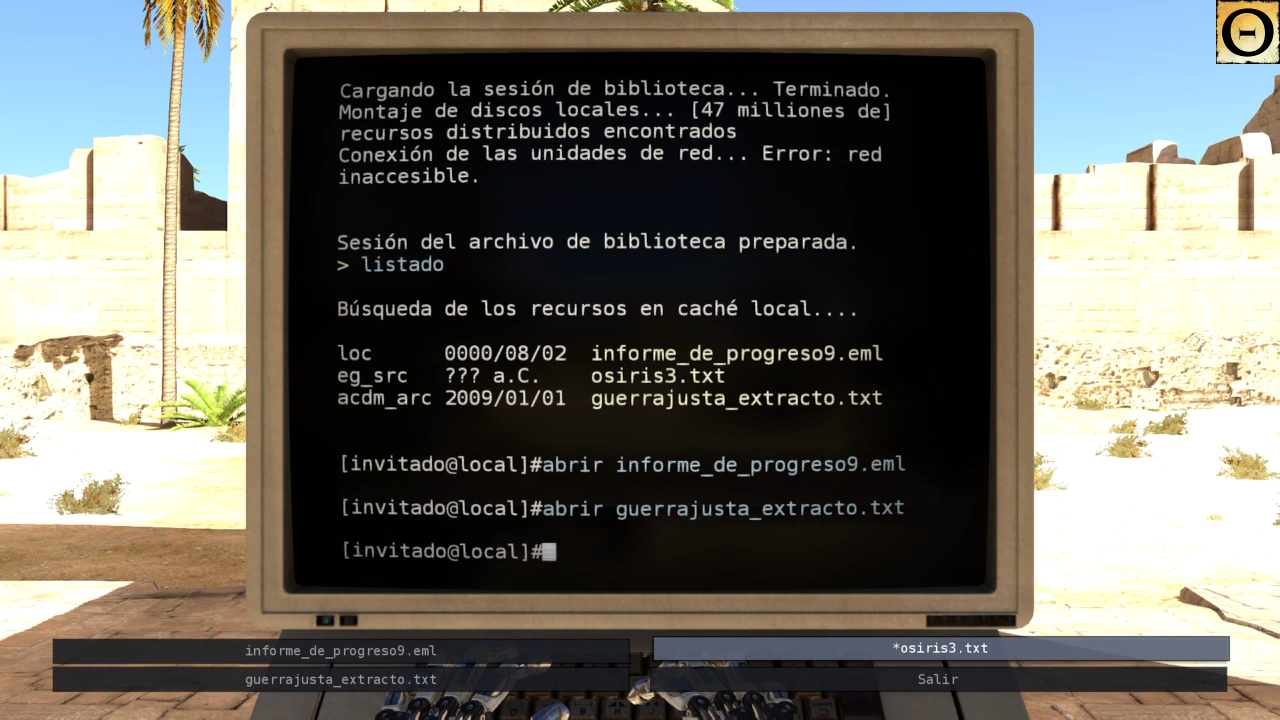 Cargando la sesión de biblioteca... Terminado.
Montaje de discos locales... [47 milliones de]
recursos distribuidos encontrados
Conexión de las unidades de red... Error: red
inaccesible.
Sesión del archivo de biblioteca preparada.
> listado
Búsqueda de los recursos en caché local....
loc 0000/08/02 informe_de_progreso9.eml
eg_src ??? a.C. osiris3.txt
acdm_arc 2009/01/01 guerrajusta_extracto.txt
[invitado@local]#abrir informe_de_progreso9.eml
[invitado@local]#abrir guerrajusta_extracto.txt
[invitado@local]#
informe_de_progreso9.eml
*osiris3.txt
guerrajusta_extracto.txt
Salir